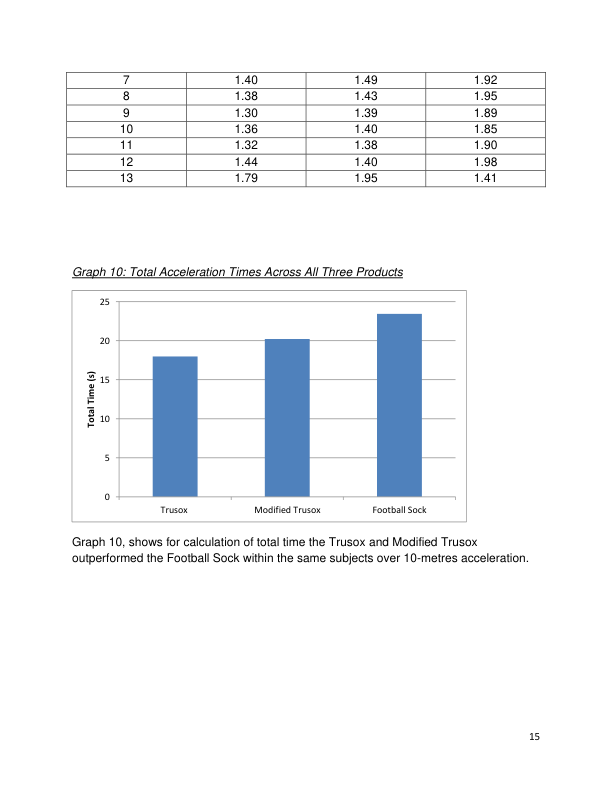 7 1.40 1.49 1.92
8 1.38 1.43 1.95
9 1.30 1.39 1.89
10 1.36 1.40 1.85
11 1.32 1.38 1.90
12 1.44 1.40 1.98
13 1.79 1.95 1.41
Graph 10: Total Acceleration Times Across All Three Products
25
20
15
10
5
0
Total Time (s)
Trusox Modified Trusox Football Sock
Graph 10, shows for calculation of total time the Trusox and Modified Trusox
outperformed the Football Sock within the same subjects over 10-metres acceleration.
15